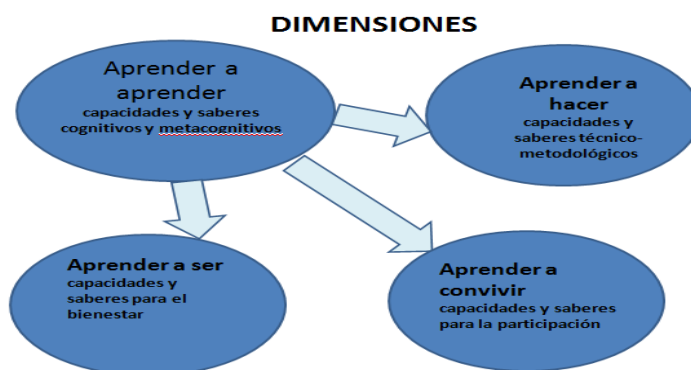 DIMENSIONES
Aprender a
aprender
capacidades y saberes
cognitivos y metacognitivos
Aprender a
hacer
capacidades y
saberes técnico-
metodológicos
Aprender a ser
capacidades y
saberes para el
bienestar
Aprender a
convivir
capacidades y saberes
para la participación